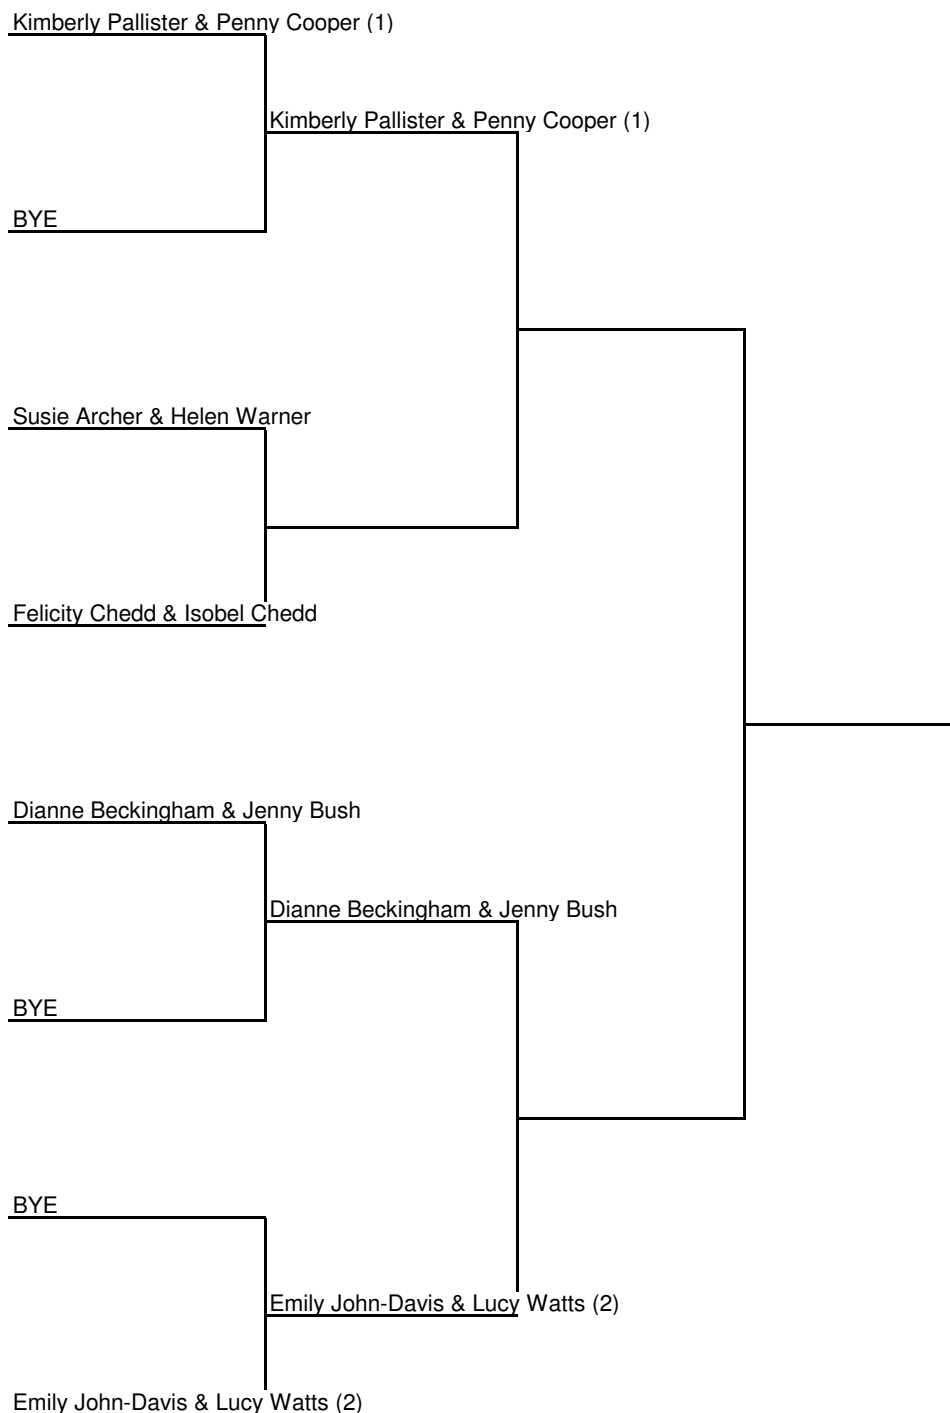 Kimberly Pallister & Penny Cooper (1)
Kimberly Pallister & Penny Cooper (1)
BYE
Susie Archer & Helen Warner
Felicity Chedd & Isobel Chedd
Dianne Beckingham & Jenny Bush
Dianne Beckingham & Jenny Bush
BYE
BYE
Emily John-Davis & Lucy Watts (2)
Emily John-Davis & Lucy Watts (2)